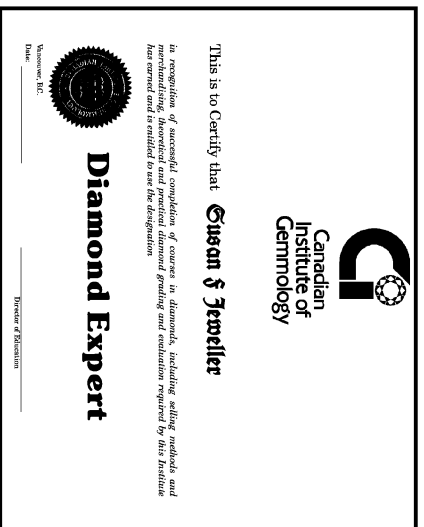 Canadian
Institute of
Gemmology
This is to Certify that Susan F Jeweller
in recognition of successful completion of courses in diamonds, including selling methods and
merchandising, theoretical and practical diamond grading and evaluation required by this Institute
has earned and is entitled to use the designation
Diamond Expert
Vancouver, B.C.
Date:
Director of Education